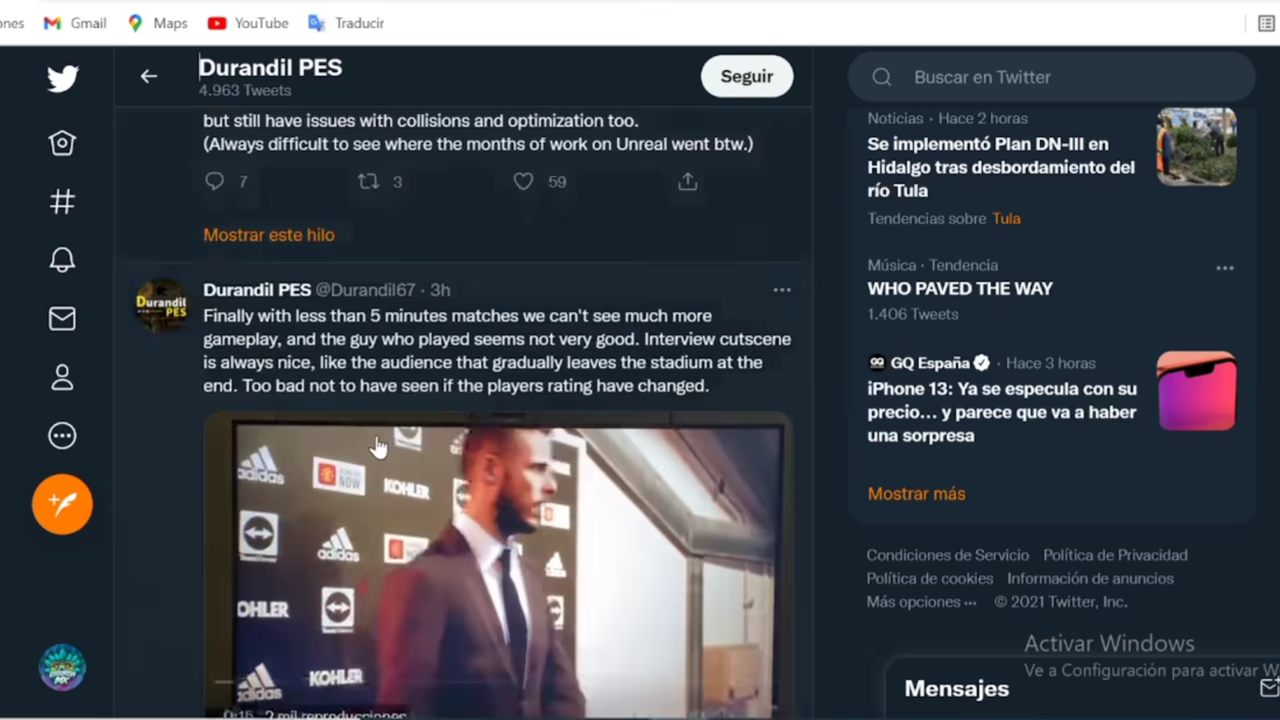 ones Gmail Maps YouTube Traducir
Durandil PES
4.963 Tweets
Seguir
but still have issues with collisions and optimization too.
(Always difficult to see where the months of work on Unreal went btw.)
7 3 59
Mostrar este hilo
Durandil PES @Durandil67 · 3h
Finally with less than 5 minutes matches we can't see much more
gameplay, and the guy who played seems not very good. Interview cutscene
is always nice, like the audience that gradually leaves the stadium at the
end. Too bad not to have seen if the players rating have changed.
Durandil
PES
adidas
NOW
KOHLER
adidas
OHLER
KOHLER
adidas
0:15 2 mil reproducciones
Buscar en Twitter
Noticias · Hace 2 horas
Se implementó Plan DN-III en
Hidalgo tras desbordamiento del
río Tula
Tendencias sobre Tula
Música · Tendencia
WHO PAVED THE WAY
1.406 Tweets
GQ España · Hace 3 horas
iPhone 13: Ya se especula con su
precio... y parece que va a haber
una sorpresa
Mostrar más
Condiciones de Servicio Política de Privacidad
Política de cookies Información de anuncios
Más opciones ··· © 2021 Twitter, Inc.
Activar Windows
Ve a Configuración para activar W
Mensajes